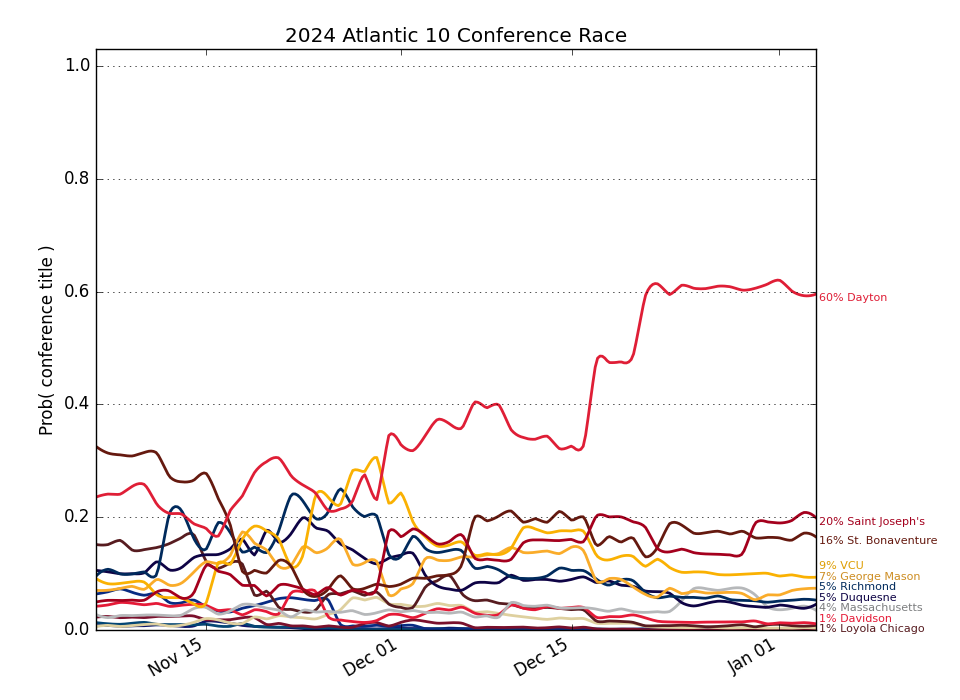 2024 Atlantic 10 Conference Race
Prob( conference title )
1.0
0.8
0.6
0.4
0.2
0.0
Nov 15
Dec 01
Dec 15
Jan 01
60% Dayton
20% Saint Joseph's
16% St. Bonaventure
9% VCU
7% George Mason
5% Richmond
5% Duquesne
4% Massachusetts
1% Davidson
1% Loyola Chicago